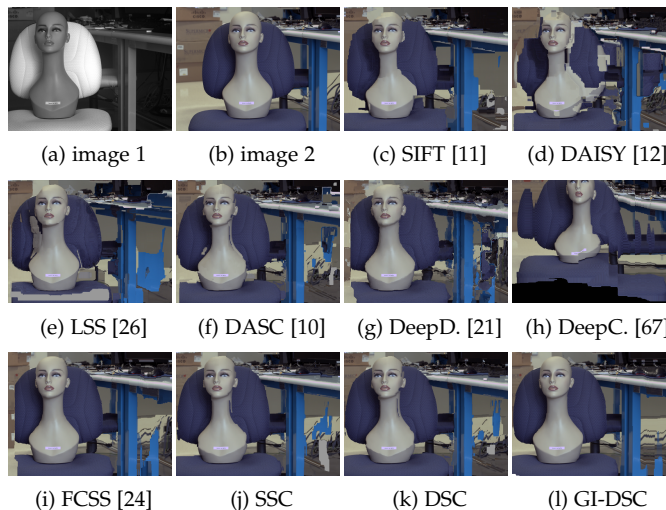 (a) image 1
(b) image 2
(c) SIFT [11]
(d) DAISY [12]
(e) LSS [26]
(f) DASC [10]
(g) DeepD. [21]
(h) DeepC. [67]
(i) FCSS [24]
(j) SSC
(k) DSC
(l) GI-DSC